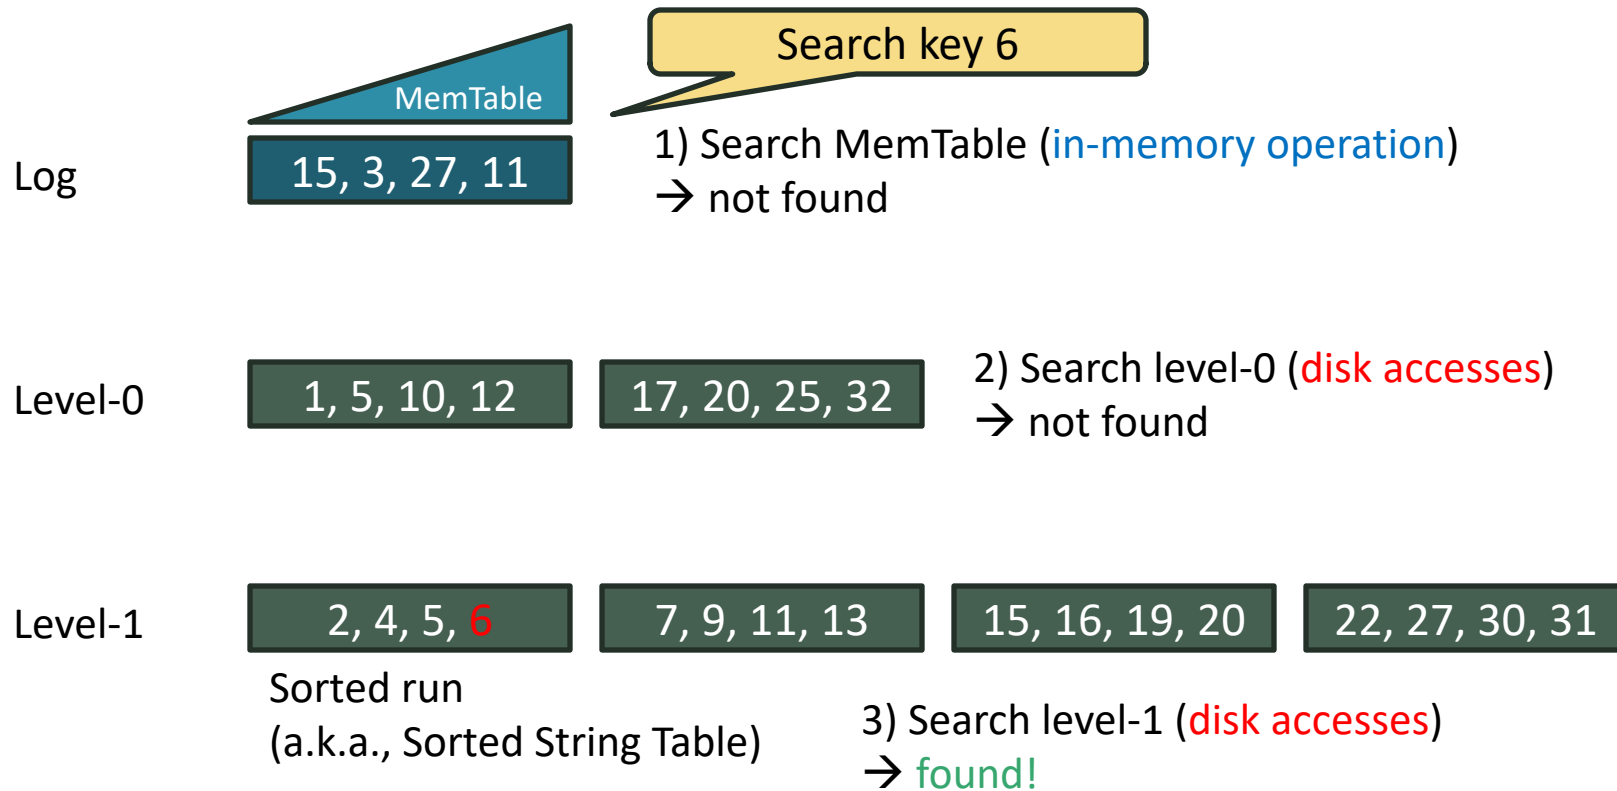 Search key 6
MemTable
Log
15, 3, 27, 11
1) Search MemTable (in-memory operation)
→ not found
Level-0
1, 5, 10, 12
17, 20, 25, 32
2) Search level-0 (disk accesses)
→ not found
Level-1
2, 4, 5, 6
7, 9, 11, 13
15, 16, 19, 20
22, 27, 30, 31
Sorted run
(a.k.a., Sorted String Table)
3) Search level-1 (disk accesses)
→ found!